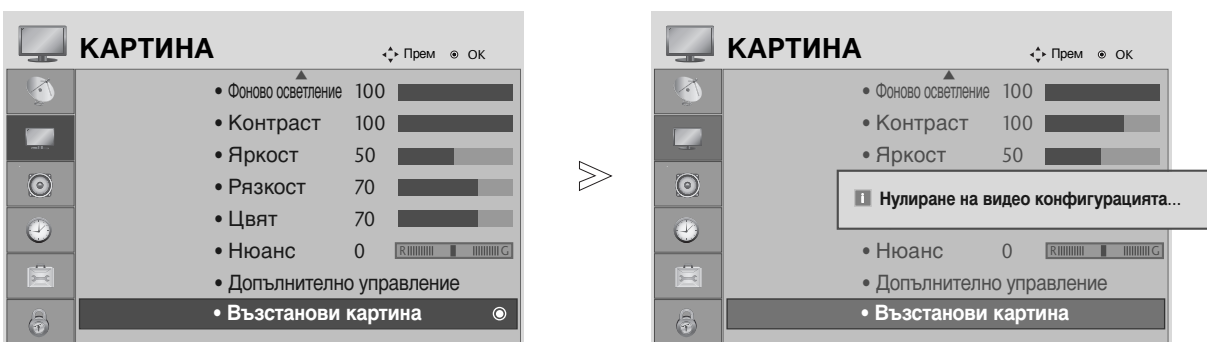 КАРТИНА
Прем OK
• Фоново осветление 100
• Контраст 100
• Яркост 50
• Рязкост 70
• Цвят 70
• Нюанс 0 R G
• Допълнително управление
• Възстанови картина
КАРТИНА
Прем OK
• Фоново осветление 100
• Контраст 100
• Яркост 50
i Нулиране на видео конфигурацията...
• Нюанс 0 R G
• Допълнително управление
• Възстанови картина